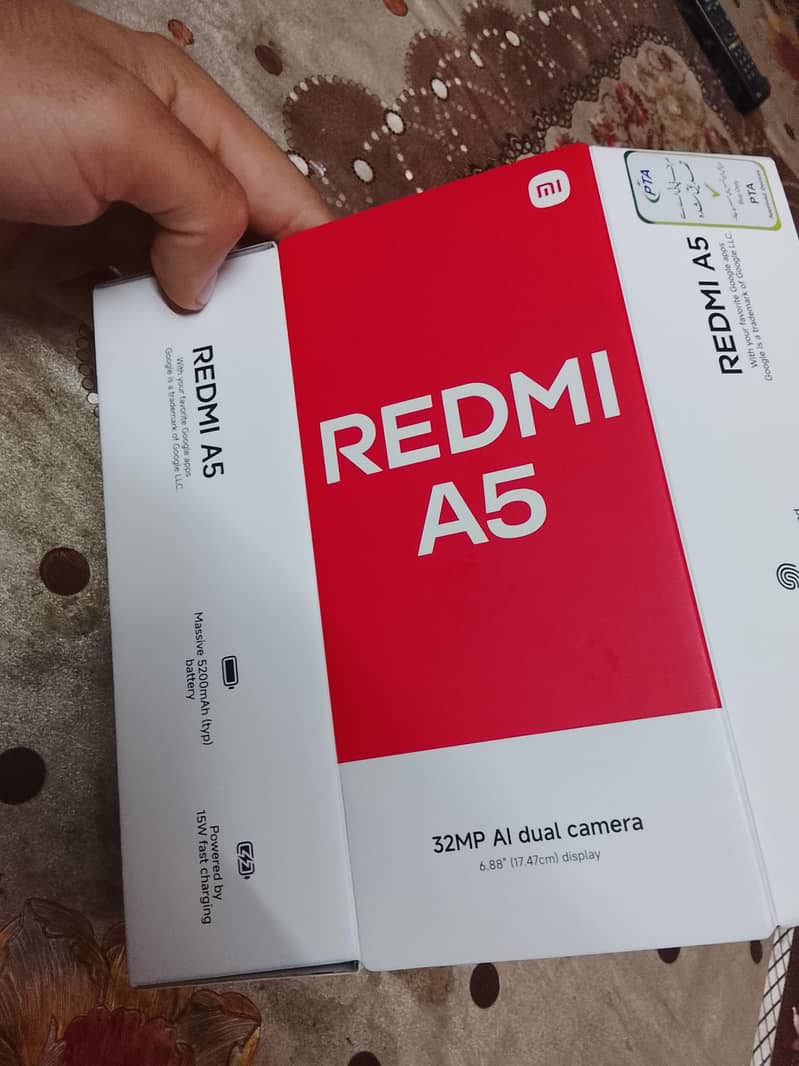 REDMI A5
With your favorite Google apps
Google is a trademark of Google LLC.
Massive 5200mAh (typ)
battery
Powered by
15W fast charging
REDMI
A5
32MP AI dual camera
6.88" (17.47cm) display
PTA
PTA
REDMI A5
With your favorite Google apps
Google is a trademark of Google LLC.